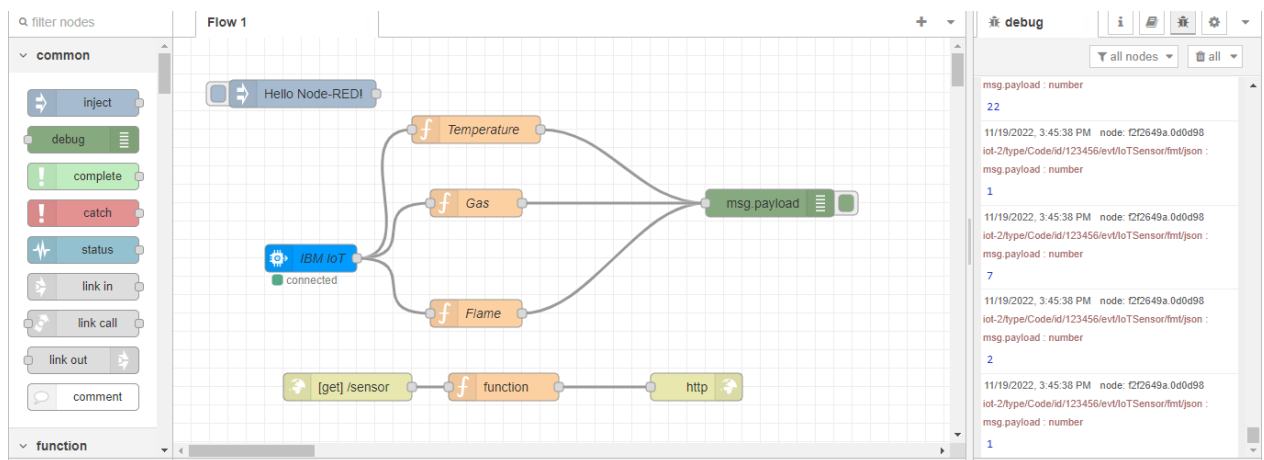 filter nodes
common
inject
debug
complete
catch
status
link in
link call
link out
comment
function
Flow 1
Hello Node-RED!
Temperature
Gas
msg.payload
IBM IoT
connected
Flame
[get] /sensor
function
http
debug
i
all nodes
all
msg.payload : number
22
11/19/2022, 3:45:38 PM node: f2f2649a.0d0d98
iot-2/type/Code/id/123456/evt/IoTSensor/fmt/json :
msg.payload : number
1
11/19/2022, 3:45:38 PM node: f2f2649a.0d0d98
iot-2/type/Code/id/123456/evt/IoTSensor/fmt/json :
msg.payload : number
7
11/19/2022, 3:45:38 PM node: f2f2649a.0d0d98
iot-2/type/Code/id/123456/evt/IoTSensor/fmt/json :
msg.payload : number
2
11/19/2022, 3:45:38 PM node: f2f2649a.0d0d98
iot-2/type/Code/id/123456/evt/IoTSensor/fmt/json :
msg.payload : number
1